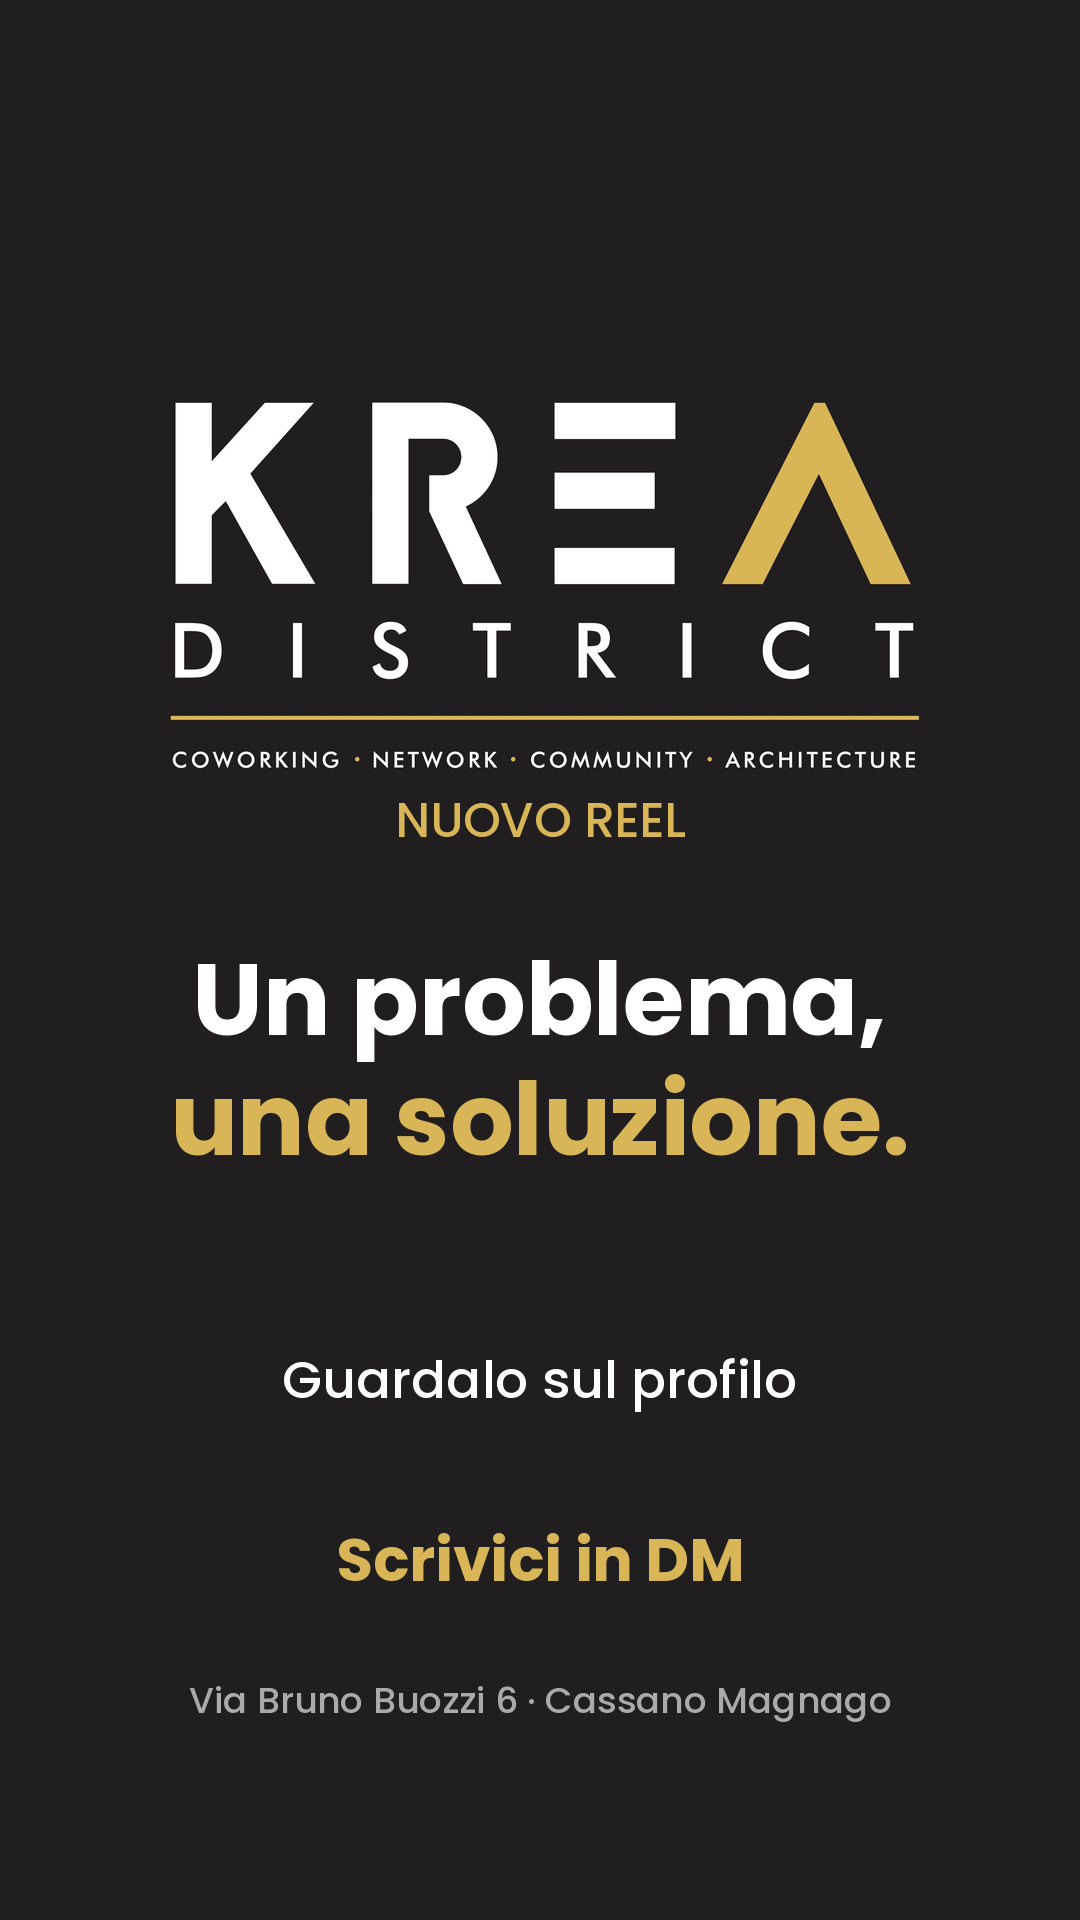 KREA
DISTRICT
COWORKING · NETWORK · COMMUNITY · ARCHITECTURE
NUOVO REEL
Un problema,
una soluzione.
Guardalo sul profilo
Scrivici in DM
Via Bruno Buozzi 6 · Cassano Magnago